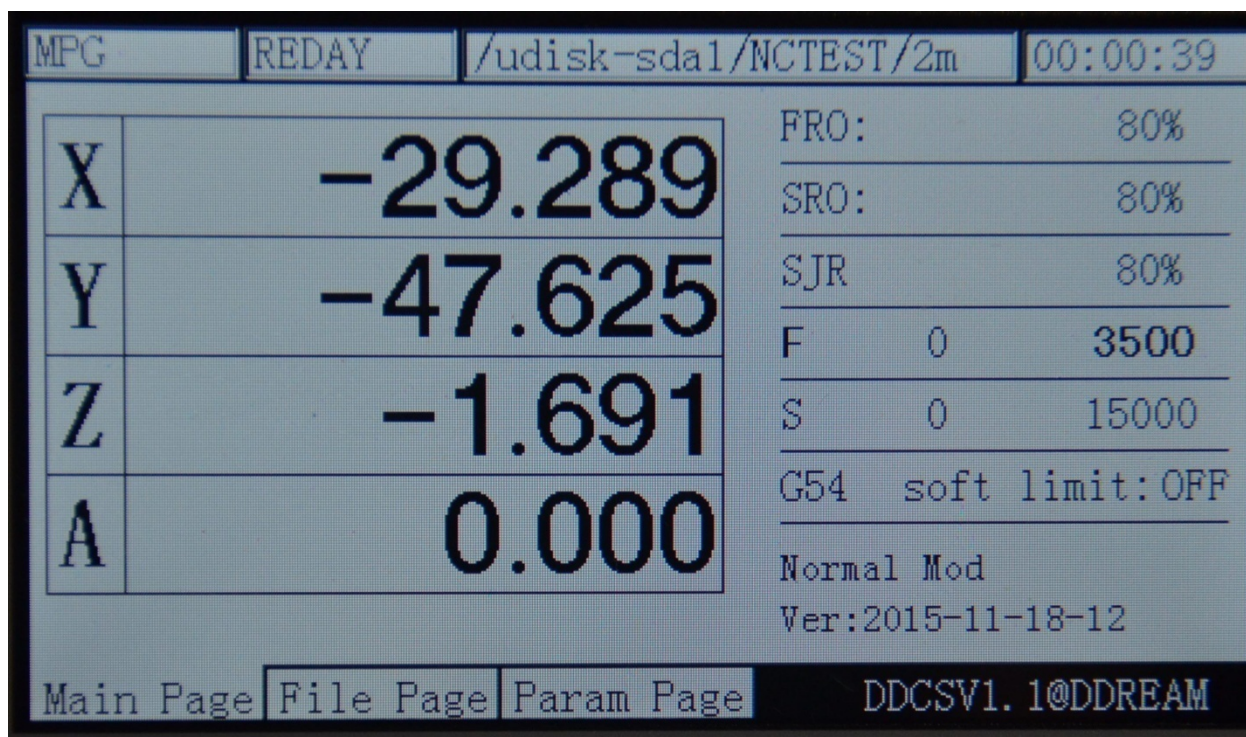 MPG REDAY /udisk-sda1/NCTEST/2m 00:00:39
X -29.289
Y -47.625
Z -1.691
A 0.000
FRO: 80%
SRO: 80%
SJR 80%
F 0 3500
S 0 15000
G54 soft limit:OFF
Normal Mod
Ver:2015-11-18-12
Main Page File Page Param Page DDCSV1.1@DDREAM